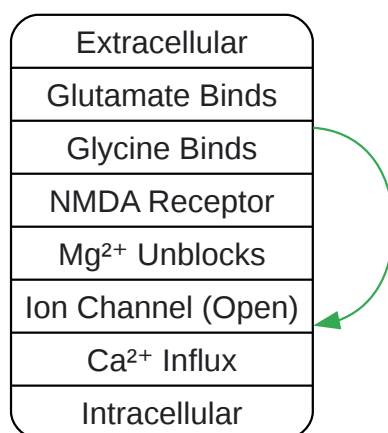 Extracellular
Glutamate Binds
Glycine Binds
NMDA Receptor
Mg²⁺ Unblocks
Ion Channel (Open)
Ca²⁺ Influx
Intracellular